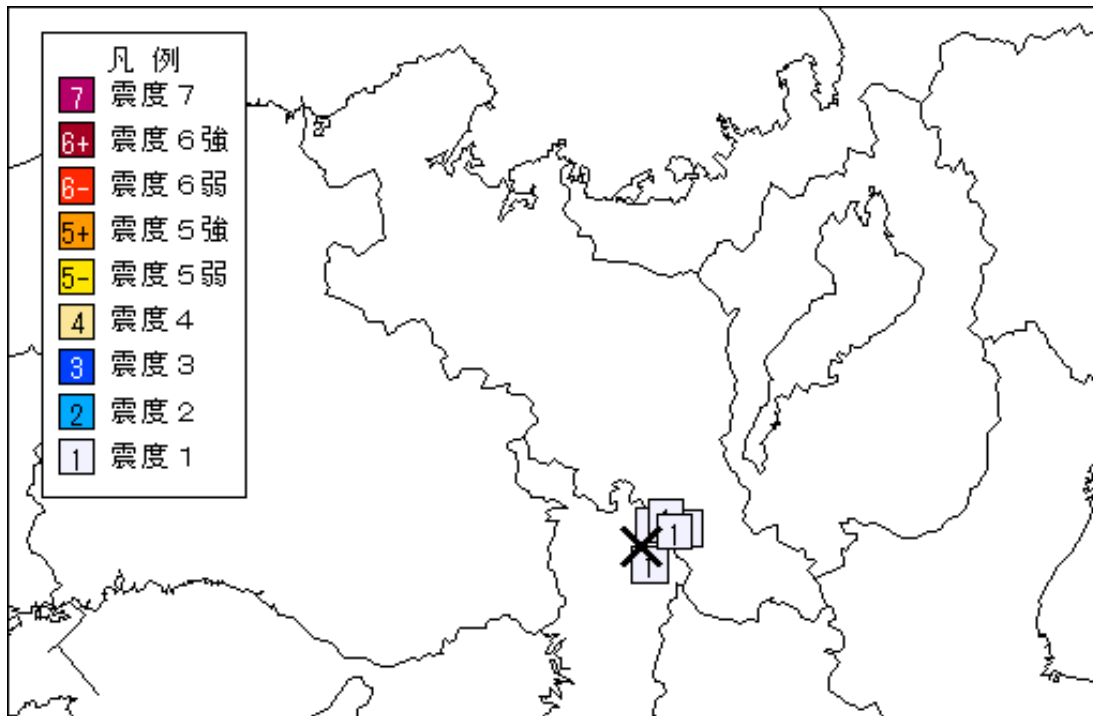 凡 例
7 震度７
6+ 震度６強
6- 震度６弱
5+ 震度５強
5- 震度５弱
4 震度４
3 震度３
2 震度２
1 震度１
1
1
1